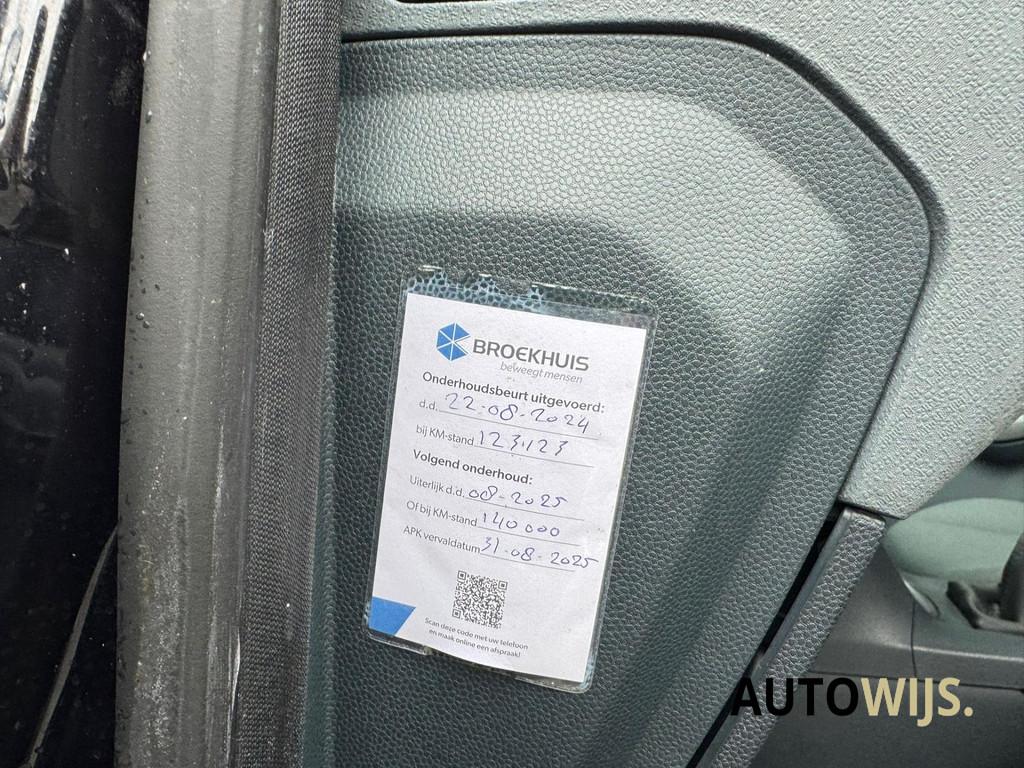 BROEKHUIS
beweegt mensen
Onderhoudsbeurt uitgevoerd:
d.d. 22-08-2024
bij KM-stand 123.123
Volgend onderhoud:
Uiterlijk d.d. 08-2025
Of bij KM-stand 140000
APK vervaldatum 31-08-2025
Scan deze code met uw telefoon
en maak online een afspraak!
AUTOWIJS.